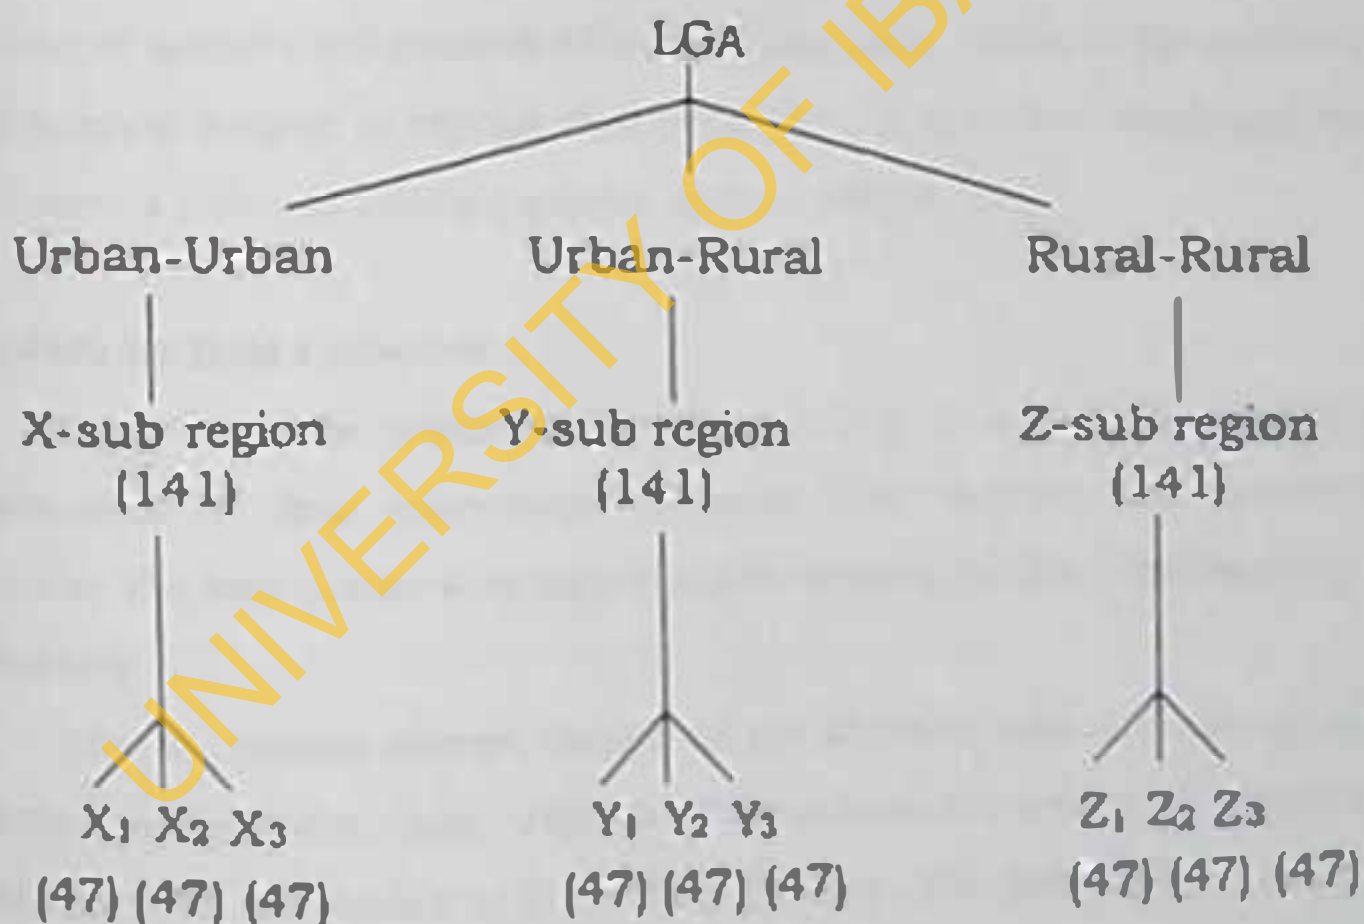 LGA
Urban-Urban Urban-Rural Rural-Rural
X-sub region Y-sub region Z-sub region
(141) (141) (141)
X₁ X₂ X₃ Y₁ Y₂ Y₃ Z₁ Z₂ Z₃
(47) (47) (47) (47) (47) (47) (47) (47) (47)
UNIVERSITY OF IBA